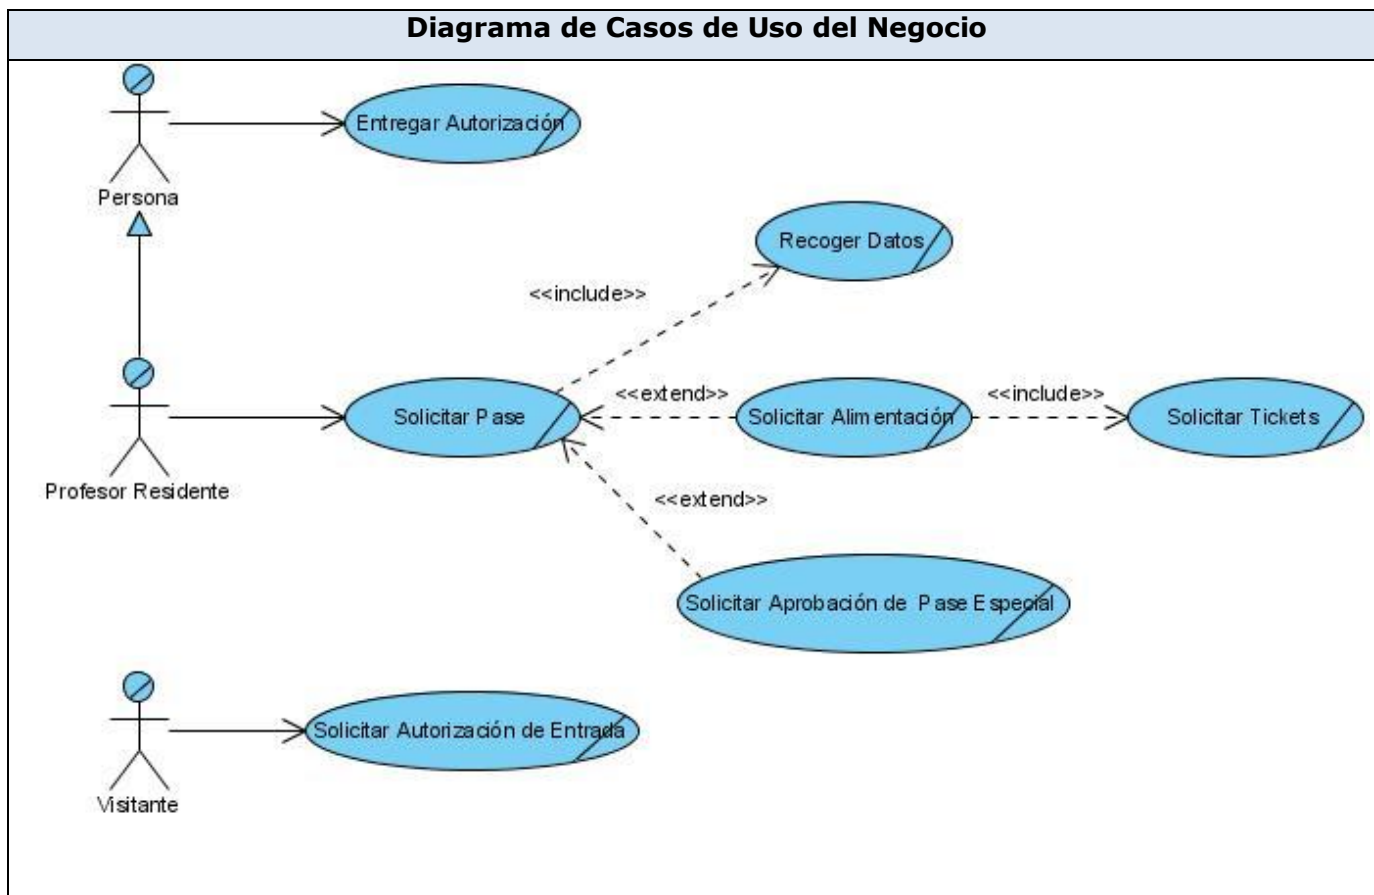 Diagrama de Casos de Uso del Negocio
Entregar Autorización
Persona
Recoger Datos
<<include>>
<<extend>>
<<include>>
Solicitar Pase
Solicitar Alimentación
Solicitar Tickets
Profesor Residente
<<extend>>
Solicitar Aprobación de Pase Especial
Solicitar Autorización de Entrada
Visitante